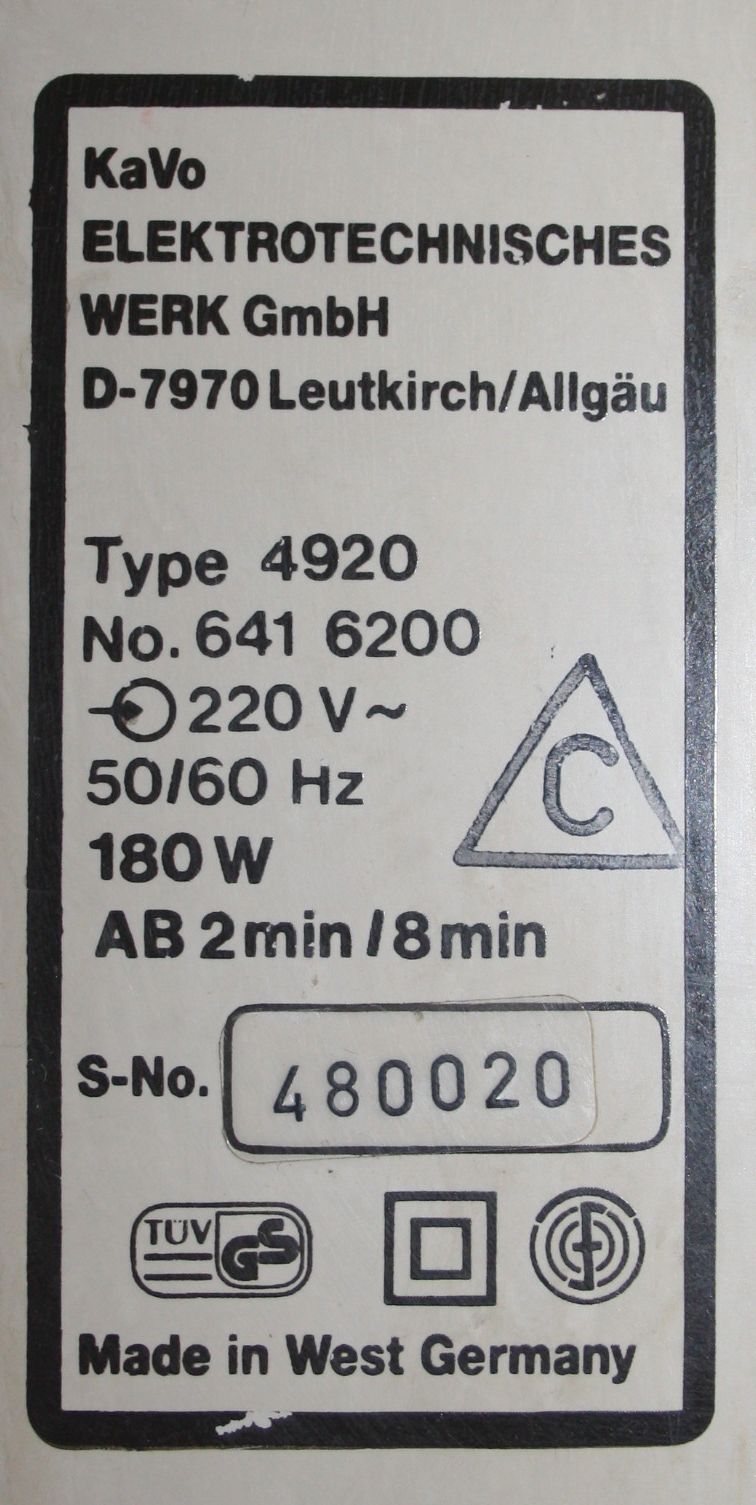 KaVo
ELEKTROTECHNISCHES
WERK GmbH
D-7970 Leutkirch/Allgäu
Type 4920
No. 641 6200
220 V~
50/60 Hz
C
180 W
AB 2min/8min
S-No. 480020
TÜV GS
Made in West Germany